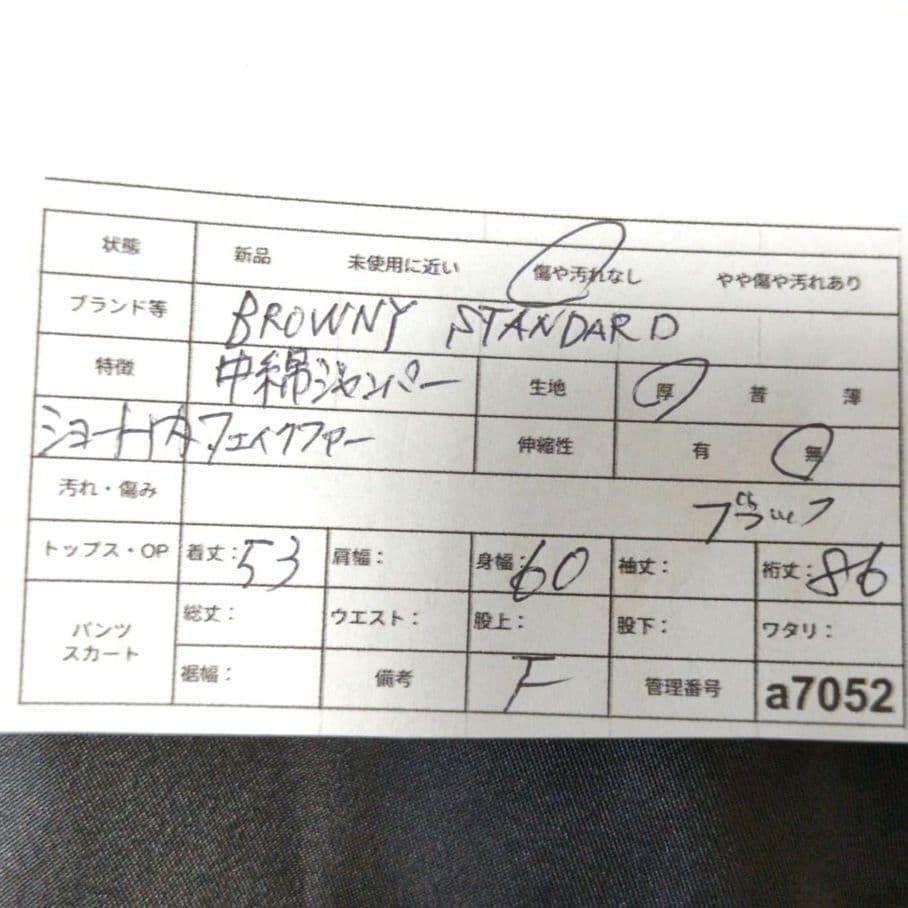 状態 新品 未使用に近い 傷や汚れなし やや傷や汚れあり
ブランド等 BROWNY STANDARD
特徴 中綿ジャンパー 生地 厚 普 薄
ショート 内フェイクファー 伸縮性 有 無
汚れ・傷み ブラック
トップス・OP 着丈：53 肩幅： 身幅：60 袖丈： 裄丈：86
パンツ スカート 総丈： ウエスト： 股上： 股下： ワタリ：
裾幅： 備考 F 管理番号 a7052